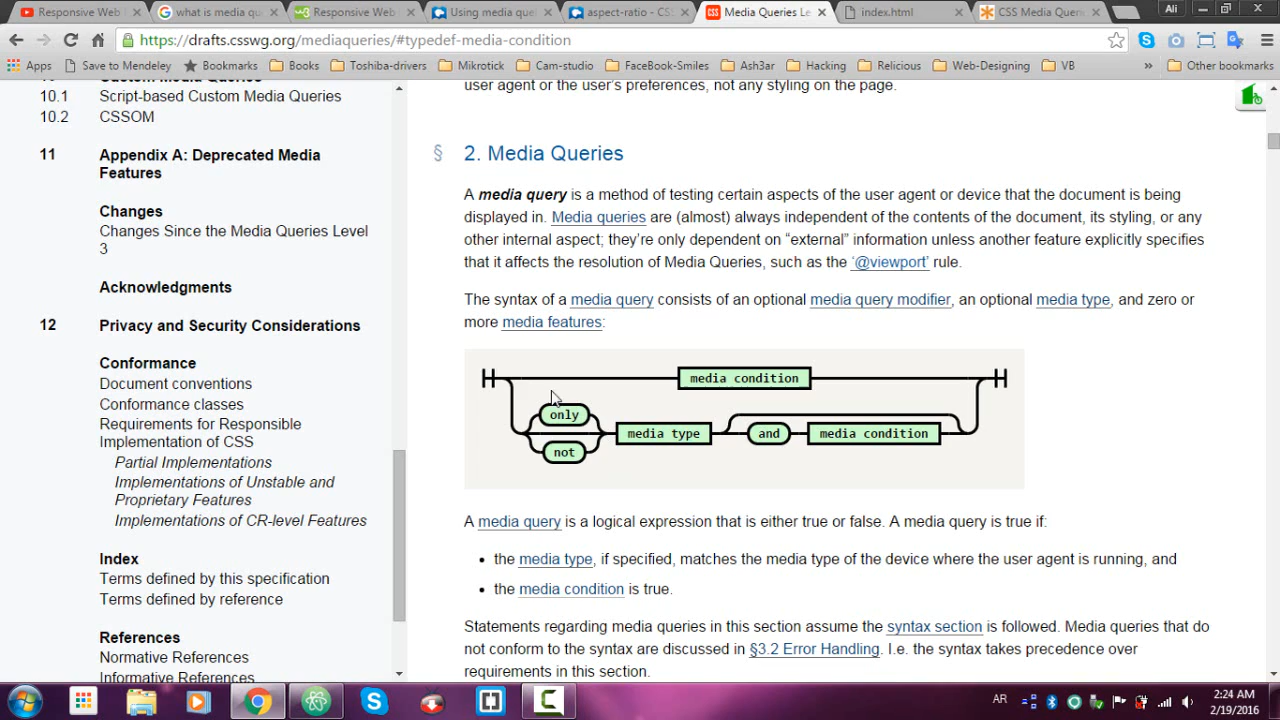 Responsive Web
what is media qu
Responsive Web
Using media que
aspect-ratio - CSS
Media Queries Le
index.html
CSS Media Queri
Ali
https://drafts.csswg.org/mediaqueries/#typedef-media-condition
Apps
Save to Mendeley
Bookmarks
Books
Toshiba-drivers
Mikrotick
Cam-studio
FaceBook-Smiles
Ash3ar
Hacking
Relicious
Web-Designing
VB
»
Other bookmarks
Custom Media Queries
10.1 Script-based Custom Media Queries
10.2 CSSOM
11 Appendix A: Deprecated Media
Features
Changes
Changes Since the Media Queries Level
3
Acknowledgments
12 Privacy and Security Considerations
Conformance
Document conventions
Conformance classes
Requirements for Responsible
Implementation of CSS
Partial Implementations
Implementations of Unstable and
Proprietary Features
Implementations of CR-level Features
Index
Terms defined by this specification
Terms defined by reference
References
Normative References
Informative References
user agent or the user's preferences, not any styling on the page.
§ 2. Media Queries
A media query is a method of testing certain aspects of the user agent or device that the document is being
displayed in. Media queries are (almost) always independent of the contents of the document, its styling, or any
other internal aspect; they're only dependent on “external” information unless another feature explicitly specifies
that it affects the resolution of Media Queries, such as the ‘@viewport’ rule.
The syntax of a media query consists of an optional media query modifier, an optional media type, and zero or
more media features:
media condition
only
not
media type
and
media condition
A media query is a logical expression that is either true or false. A media query is true if:
• the media type, if specified, matches the media type of the device where the user agent is running, and
• the media condition is true.
Statements regarding media queries in this section assume the syntax section is followed. Media queries that do
not conform to the syntax are discussed in §3.2 Error Handling. I.e. the syntax takes precedence over
requirements in this section.
AR
2:24 AM
2/19/2016